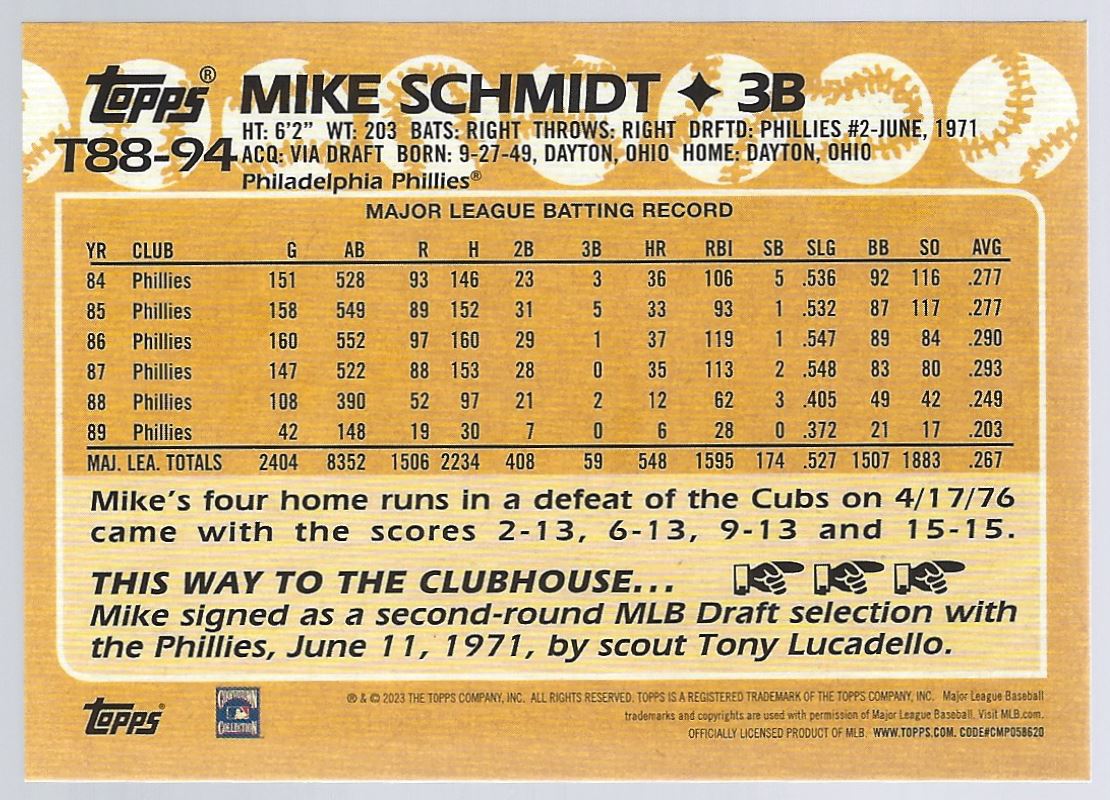 Topps® MIKE SCHMIDT ✦ 3B
T88-94
HT: 6'2" WT: 203 BATS: RIGHT THROWS: RIGHT DRFTD: PHILLIES #2-JUNE, 1971
ACQ: VIA DRAFT BORN: 9-27-49, DAYTON, OHIO HOME: DAYTON, OHIO
Philadelphia Phillies®
MAJOR LEAGUE BATTING RECORD
YR CLUB G AB R H 2B 3B HR RBI SB SLG BB SO AVG
84 Phillies 151 528 93 146 23 3 36 106 5 .536 92 116 .277
85 Phillies 158 549 89 152 31 5 33 93 1 .532 87 117 .277
86 Phillies 160 552 97 160 29 1 37 119 1 .547 89 84 .290
87 Phillies 147 522 88 153 28 0 35 113 2 .548 83 80 .293
88 Phillies 108 390 52 97 21 2 12 62 3 .405 49 42 .249
89 Phillies 42 148 19 30 7 0 6 28 0 .372 21 17 .203
MAJ. LEA. TOTALS 2404 8352 1506 2234 408 59 548 1595 174 .527 1507 1883 .267
Mike's four home runs in a defeat of the Cubs on 4/17/76
came with the scores 2-13, 6-13, 9-13 and 15-15.
THIS WAY TO THE CLUBHOUSE...
Mike signed as a second-round MLB Draft selection with
the Phillies, June 11, 1971, by scout Tony Lucadello.
Topps®
COOPERSTOWN
COLLECTION
® & © 2023 THE TOPPS COMPANY, INC. ALL RIGHTS RESERVED. TOPPS IS A REGISTERED TRADEMARK OF THE TOPPS COMPANY, INC. Major League Baseball
trademarks and copyrights are used with permission of Major League Baseball. Visit MLB.com.
OFFICIALLY LICENSED PRODUCT OF MLB. WWW.TOPPS.COM. CODE#CMP058620